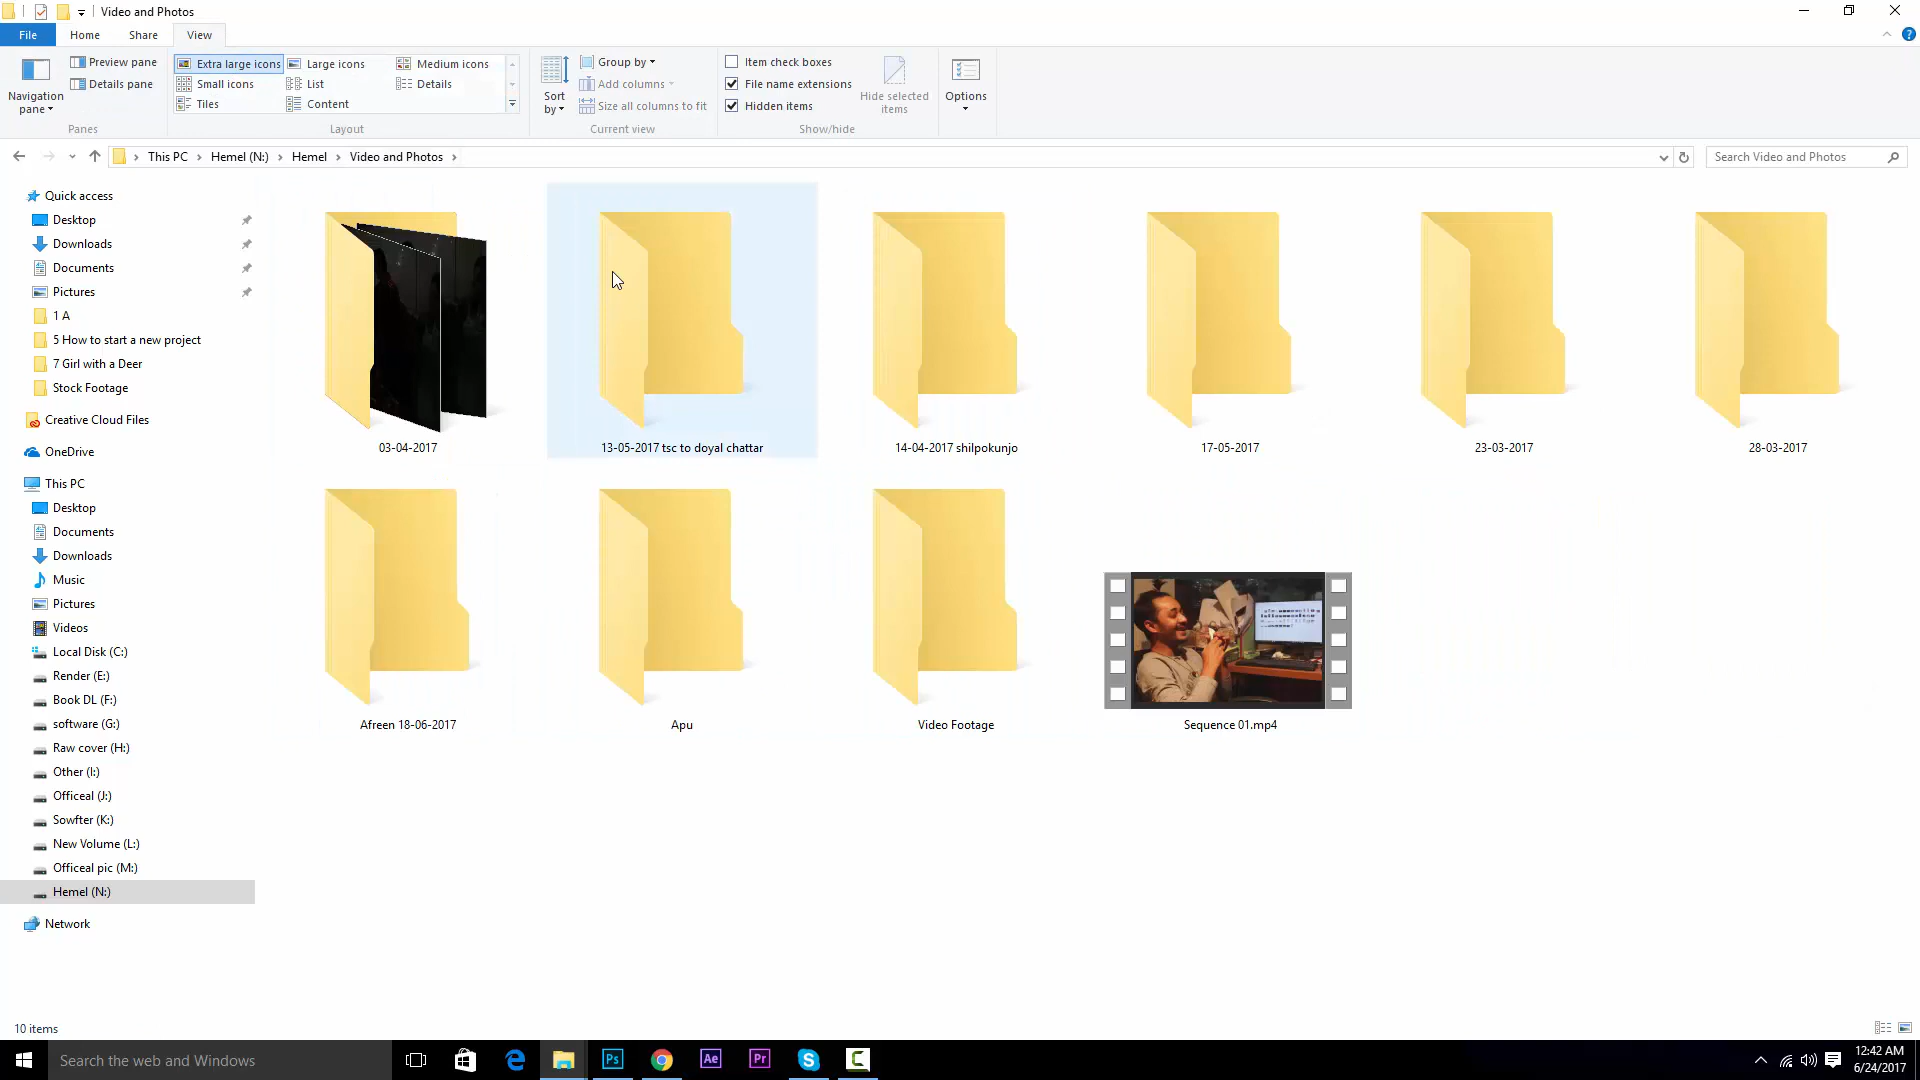 Video and Photos
File
Home
Share
View
Navigation pane
Preview pane
Details pane
Panes
Extra large icons
Large icons
Medium icons
Small icons
List
Details
Tiles
Content
Layout
Sort by
Group by
Add columns
Size all columns to fit
Current view
Item check boxes
File name extensions
Hidden items
Hide selected items
Show/hide
Options
This PC
Hemel (N:)
Hemel
Video and Photos
Search Video and Photos
Quick access
Desktop
Downloads
Documents
Pictures
1 A
5 How to start a new project
7 Girl with a Deer
Stock Footage
Creative Cloud Files
OneDrive
This PC
Desktop
Documents
Downloads
Music
Pictures
Videos
Local Disk (C:)
Render (E:)
Book DL (F:)
software (G:)
Raw cover (H:)
Other (I:)
Officeal (J:)
Sowfter (K:)
New Volume (L:)
Officeal pic (M:)
Hemel (N:)
Network
03-04-2017
13-05-2017 tsc to doyal chattar
14-04-2017 shilpokunjo
17-05-2017
23-03-2017
28-03-2017
Afreen 18-06-2017
Apu
Video Footage
Sequence 01.mp4
10 items
Search the web and Windows
Ps
Ae
Pr
12:42 AM
6/24/2017